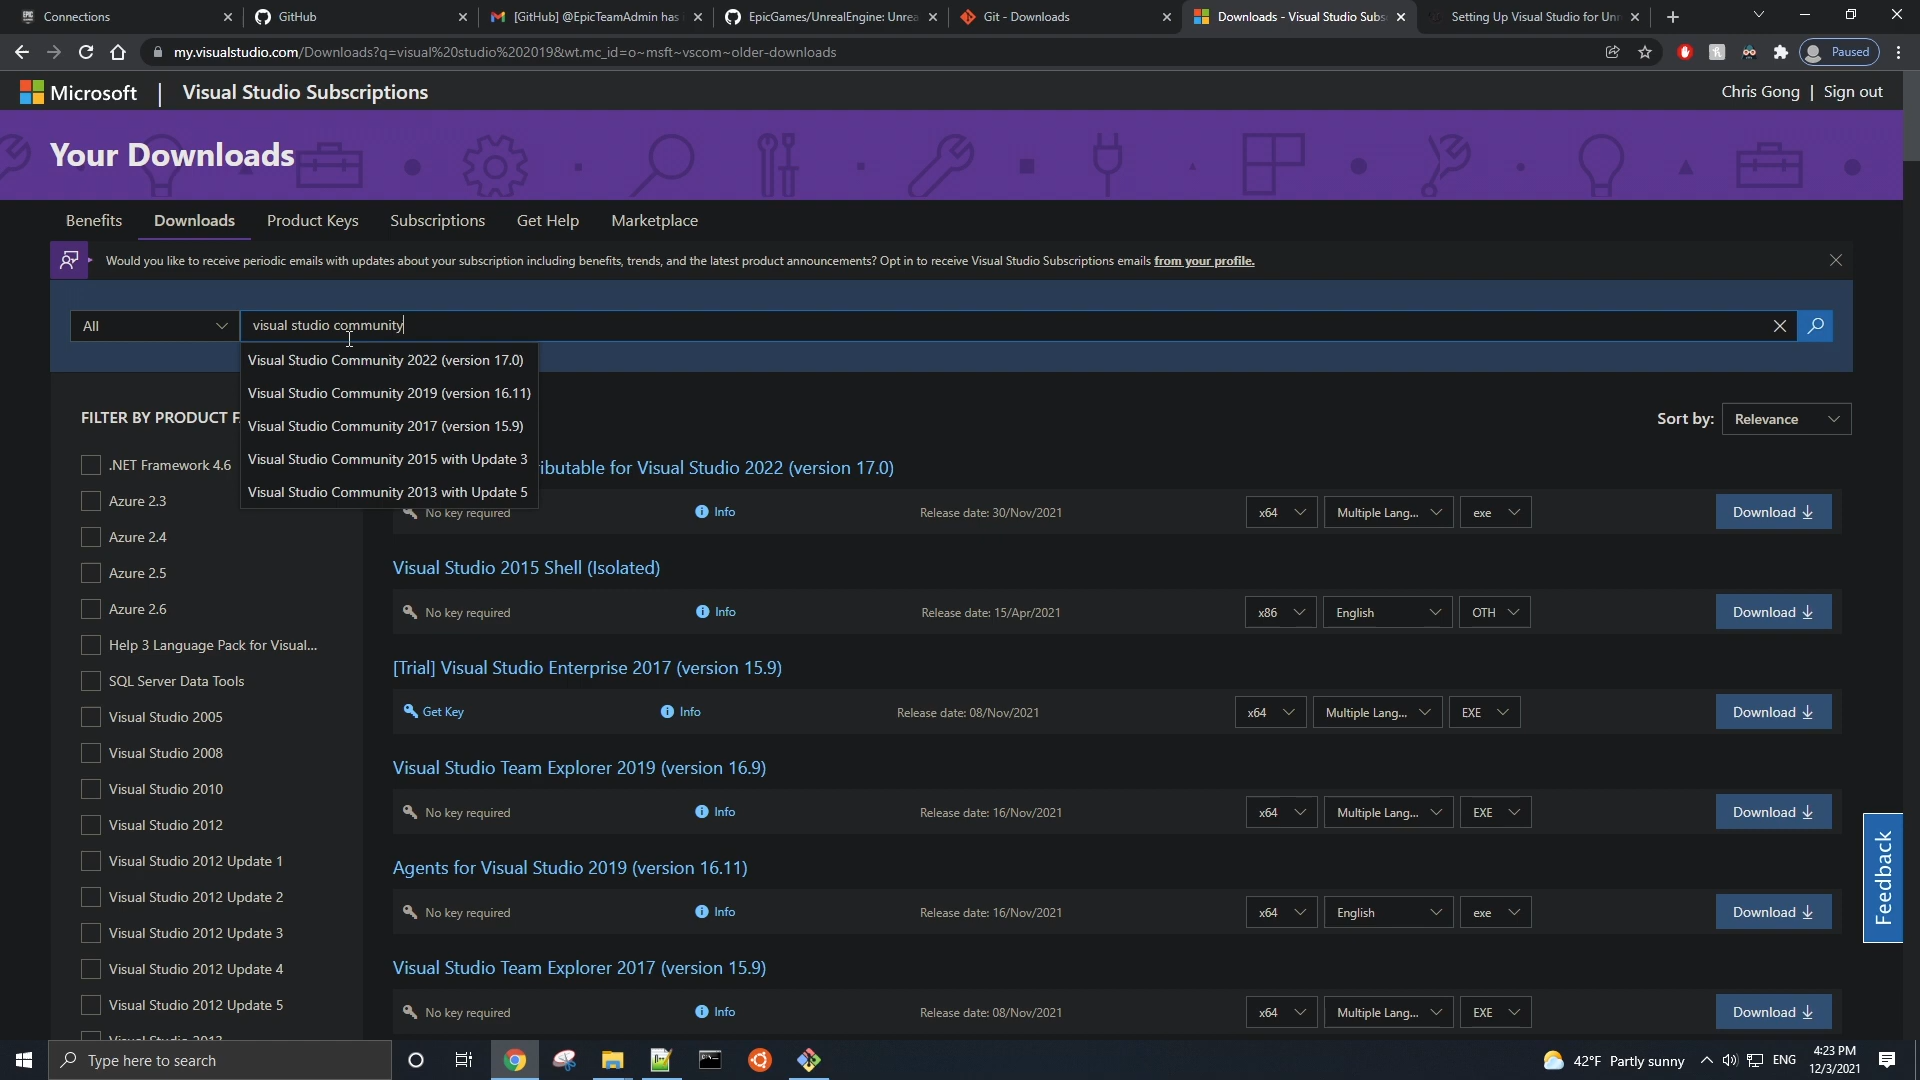 Connections
GitHub
[GitHub] @EpicTeamAdmin has
EpicGames/UnrealEngine: Unrea
Git - Downloads
Downloads - Visual Studio Subs
Setting Up Visual Studio for Unr
my.visualstudio.com/Downloads?q=visual%20studio%202019&wt.mc_id=o~msft~vscom~older-downloads
Paused
Microsoft | Visual Studio Subscriptions
Chris Gong | Sign out
Your Downloads
Benefits Downloads Product Keys Subscriptions Get Help Marketplace
Would you like to receive periodic emails with updates about your subscription including benefits, trends, and the latest product announcements? Opt in to receive Visual Studio Subscriptions emails from your profile.
All
visual studio community
Visual Studio Community 2022 (version 17.0)
Visual Studio Community 2019 (version 16.11)
Visual Studio Community 2017 (version 15.9)
Visual Studio Community 2015 with Update 3
Visual Studio Community 2013 with Update 5
FILTER BY PRODUCT F
Sort by: Relevance
.NET Framework 4.6
Azure 2.3
Azure 2.4
Azure 2.5
Azure 2.6
Help 3 Language Pack for Visual...
SQL Server Data Tools
Visual Studio 2005
Visual Studio 2008
Visual Studio 2010
Visual Studio 2012
Visual Studio 2012 Update 1
Visual Studio 2012 Update 2
Visual Studio 2012 Update 3
Visual Studio 2012 Update 4
Visual Studio 2012 Update 5
ibutable for Visual Studio 2022 (version 17.0)
No key required Info Release date: 30/Nov/2021 x64 Multiple Lang... exe Download
Visual Studio 2015 Shell (Isolated)
No key required Info Release date: 15/Apr/2021 x86 English OTH Download
[Trial] Visual Studio Enterprise 2017 (version 15.9)
Get Key Info Release date: 08/Nov/2021 x64 Multiple Lang... EXE Download
Visual Studio Team Explorer 2019 (version 16.9)
No key required Info Release date: 16/Nov/2021 x64 Multiple Lang... EXE Download
Agents for Visual Studio 2019 (version 16.11)
No key required Info Release date: 16/Nov/2021 x64 English exe Download
Visual Studio Team Explorer 2017 (version 15.9)
No key required Info Release date: 08/Nov/2021 x64 Multiple Lang... EXE Download
Feedback
Type here to search
42°F Partly sunny
ENG
4:23 PM
12/3/2021